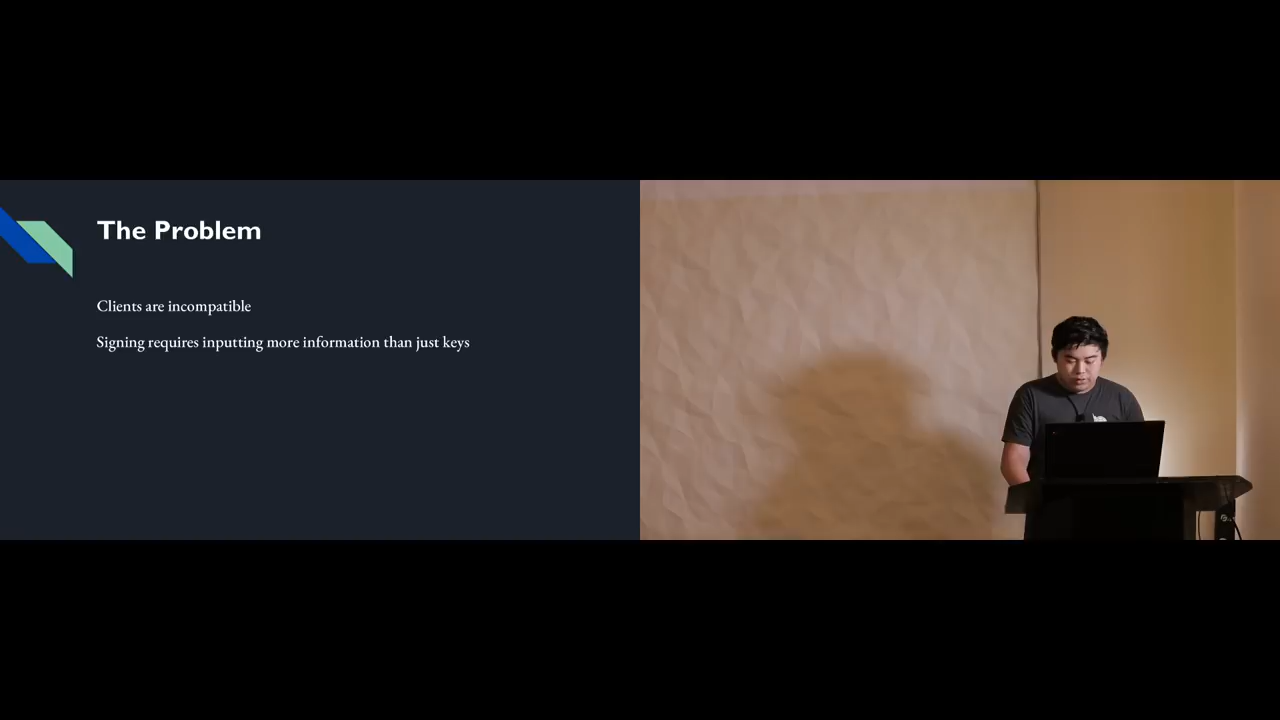 The Problem
Clients are incompatible
Signing requires inputting more information than just keys